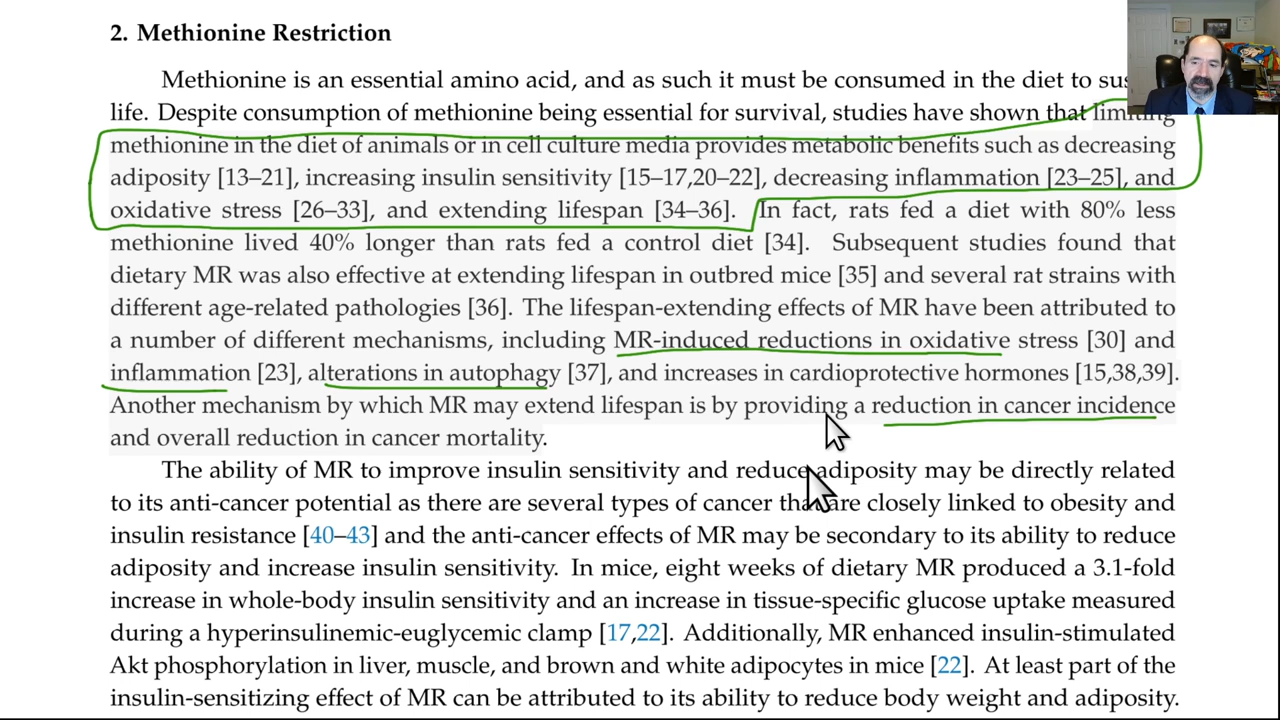 2. Methionine Restriction
Methionine is an essential amino acid, and as such it must be consumed in the diet to
life. Despite consumption of methionine being essential for survival, studies have shown that limiting
methionine in the diet of animals or in cell culture media provides metabolic benefits such as decreasing
adiposity [13–21], increasing insulin sensitivity [15–17,20–22], decreasing inflammation [23–25], and
oxidative stress [26–33], and extending lifespan [34–36]. In fact, rats fed a diet with 80% less
methionine lived 40% longer than rats fed a control diet [34]. Subsequent studies found that
dietary MR was also effective at extending lifespan in outbred mice [35] and several rat strains with
different age-related pathologies [36]. The lifespan-extending effects of MR have been attributed to
a number of different mechanisms, including MR-induced reductions in oxidative stress [30] and
inflammation [23], alterations in autophagy [37], and increases in cardioprotective hormones [15,38,39].
Another mechanism by which MR may extend lifespan is by providing a reduction in cancer incidence
and overall reduction in cancer mortality.
The ability of MR to improve insulin sensitivity and reduce adiposity may be directly related
to its anti-cancer potential as there are several types of cancer that are closely linked to obesity and
insulin resistance [40–43] and the anti-cancer effects of MR may be secondary to its ability to reduce
adiposity and increase insulin sensitivity. In mice, eight weeks of dietary MR produced a 3.1-fold
increase in whole-body insulin sensitivity and an increase in tissue-specific glucose uptake measured
during a hyperinsulinemic-euglycemic clamp [17,22]. Additionally, MR enhanced insulin-stimulated
Akt phosphorylation in liver, muscle, and brown and white adipocytes in mice [22]. At least part of the
insulin-sensitizing effect of MR can be attributed to its ability to reduce body weight and adiposity.